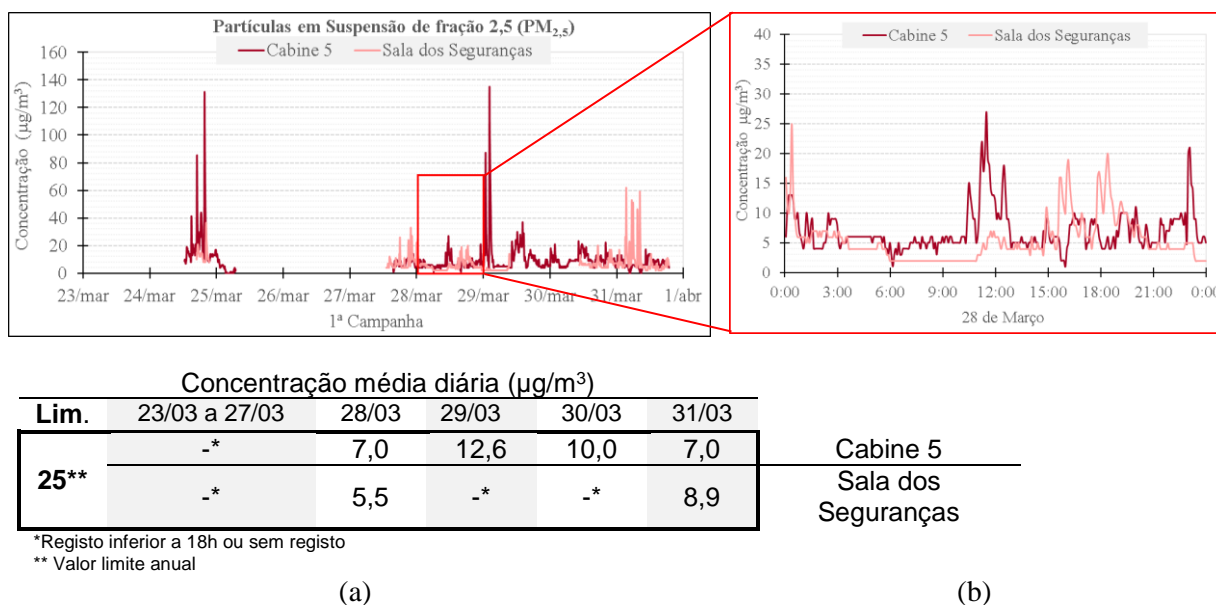 Partículas em Suspensão de fração 2,5 (PM2,5)
Cabine 5 Sala dos Seguranças
Concentração (µg/m³)
160
140
120
100
80
60
40
20
0
23/mar 24/mar 25/mar 26/mar 27/mar 28/mar 29/mar 30/mar 31/mar 1/abr
1ª Campanha
Cabine 5 Sala dos Seguranças
Concentração µg/m³)
40
35
30
25
20
15
10
5
0
0:00 3:00 6:00 9:00 12:00 15:00 18:00 21:00 0:00
28 de Março
Concentração média diária (µg/m³)
Lim. 23/03 a 27/03 28/03 29/03 30/03 31/03
25**
-* 7,0 12,6 10,0 7,0 Cabine 5
-* 5,5 -* -* 8,9 Sala dos
Seguranças
*Registo inferior a 18h ou sem registo
** Valor limite anual
(a) (b)